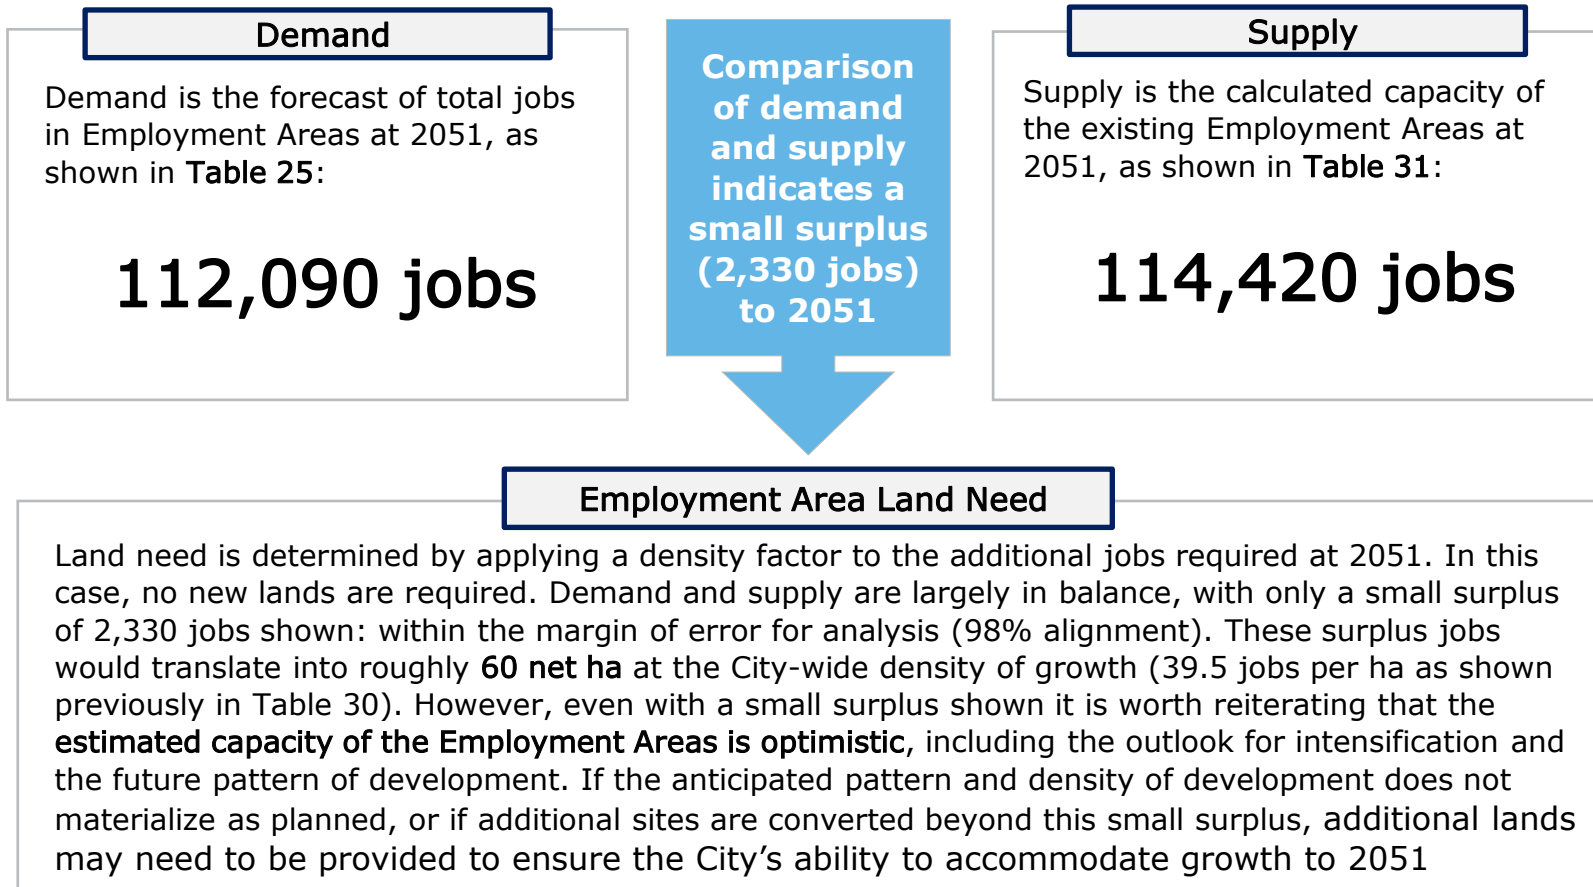 Demand
Demand is the forecast of total jobs
in Employment Areas at 2051, as
shown in Table 25:
112,090 jobs
Comparison
of demand
and supply
indicates a
small surplus
(2,330 jobs)
to 2051
Supply
Supply is the calculated capacity of
the existing Employment Areas at
2051, as shown in Table 31:
114,420 jobs
Employment Area Land Need
Land need is determined by applying a density factor to the additional jobs required at 2051. In this
case, no new lands are required. Demand and supply are largely in balance, with only a small surplus
of 2,330 jobs shown: within the margin of error for analysis (98% alignment). These surplus jobs
would translate into roughly 60 net ha at the City-wide density of growth (39.5 jobs per ha as shown
previously in Table 30). However, even with a small surplus shown it is worth reiterating that the
estimated capacity of the Employment Areas is optimistic, including the outlook for intensification and
the future pattern of development. If the anticipated pattern and density of development does not
materialize as planned, or if additional sites are converted beyond this small surplus, additional lands
may need to be provided to ensure the City’s ability to accommodate growth to 2051